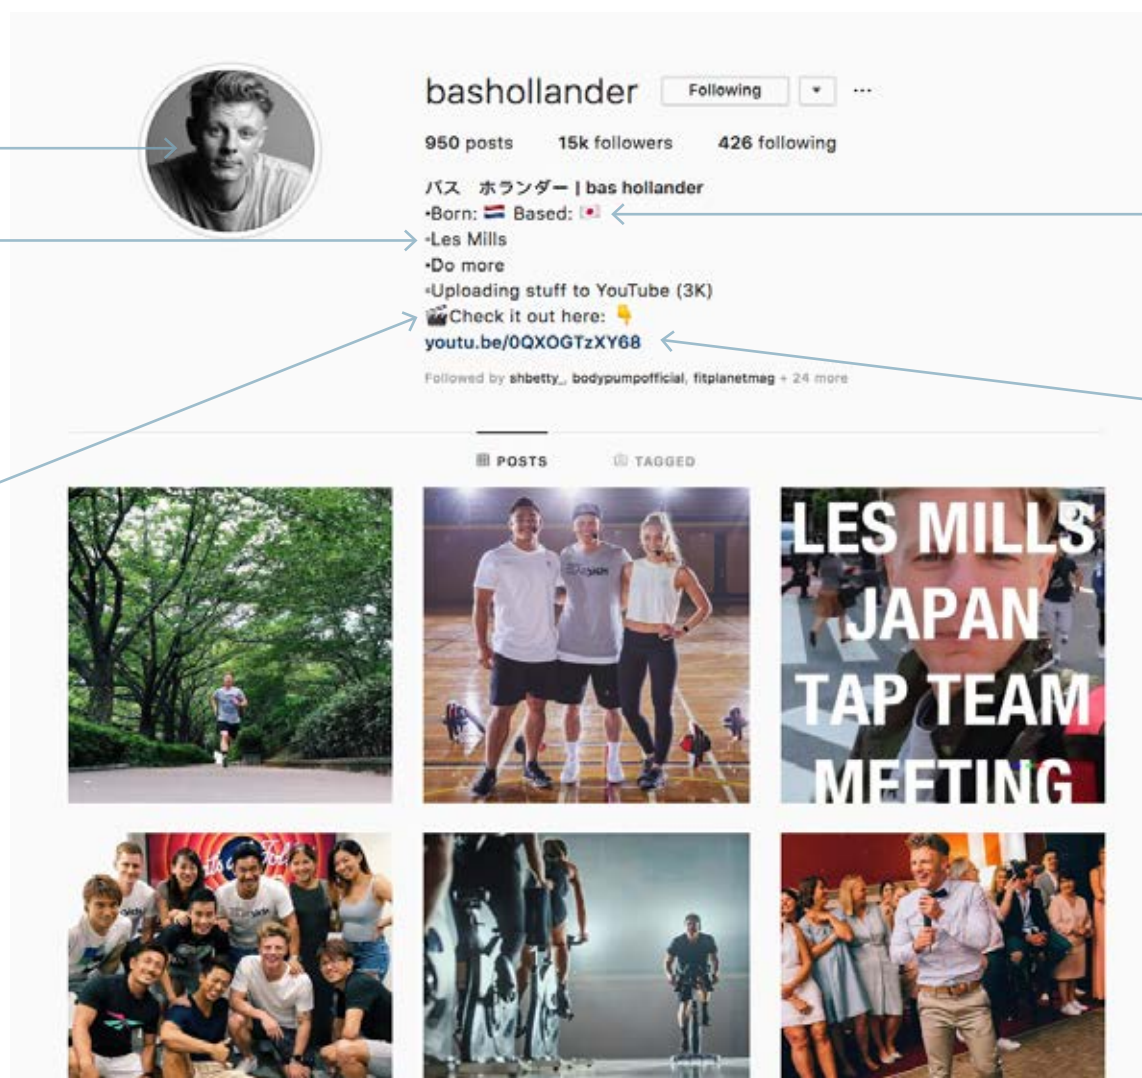 bashollander Following ...
950 posts 15k followers 426 following
バス ホランダー | bas hollander
•Born: 🇳🇱 Based: 🇯🇵
•Les Mills
•Do more
•Uploading stuff to YouTube (3K)
🎬Check it out here: 👇
youtu.be/0QXOGTzXY68
Followed by shbetty_, bodypumpofficial, fitplanetmag + 24 more
POSTS TAGGED
LES MILLS
JAPAN
TAP TEAM
MEETING